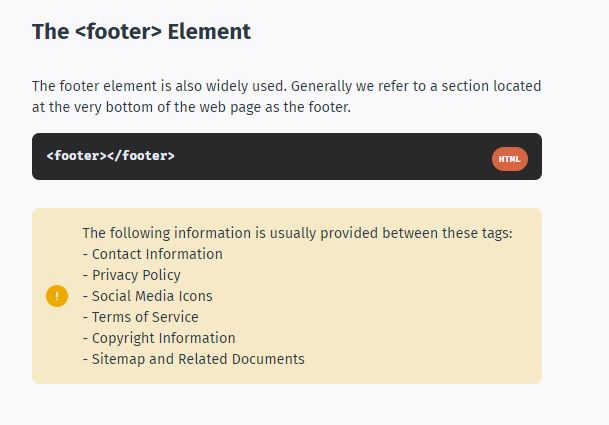 The <footer> Element
The footer element is also widely used. Generally we refer to a section located
at the very bottom of the web page as the footer.
<footer></footer>
HTML
The following information is usually provided between these tags:
- Contact Information
- Privacy Policy
! - Social Media Icons
- Terms of Service
- Copyright Information
- Sitemap and Related Documents